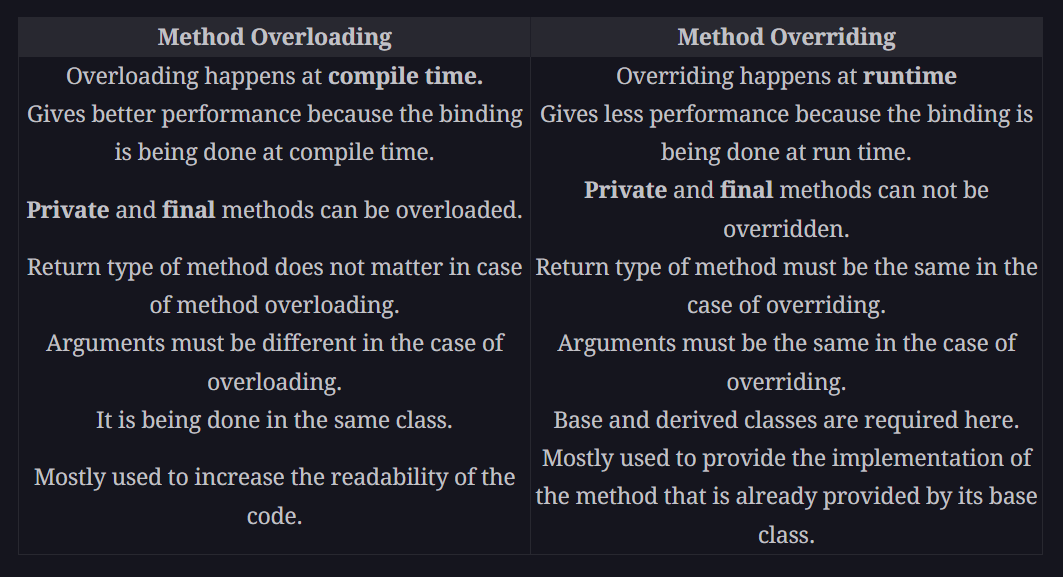 Method Overloading
Method Overriding
Overloading happens at compile time.
Overriding happens at runtime
Gives better performance because the binding
is being done at compile time.
Gives less performance because the binding is
being done at run time.
Private and final methods can be overloaded.
Private and final methods can not be
overridden.
Return type of method does not matter in case
of method overloading.
Return type of method must be the same in the
case of overriding.
Arguments must be different in the case of
overloading.
Arguments must be the same in the case of
overriding.
It is being done in the same class.
Base and derived classes are required here.
Mostly used to increase the readability of the
code.
Mostly used to provide the implementation of
the method that is already provided by its base
class.